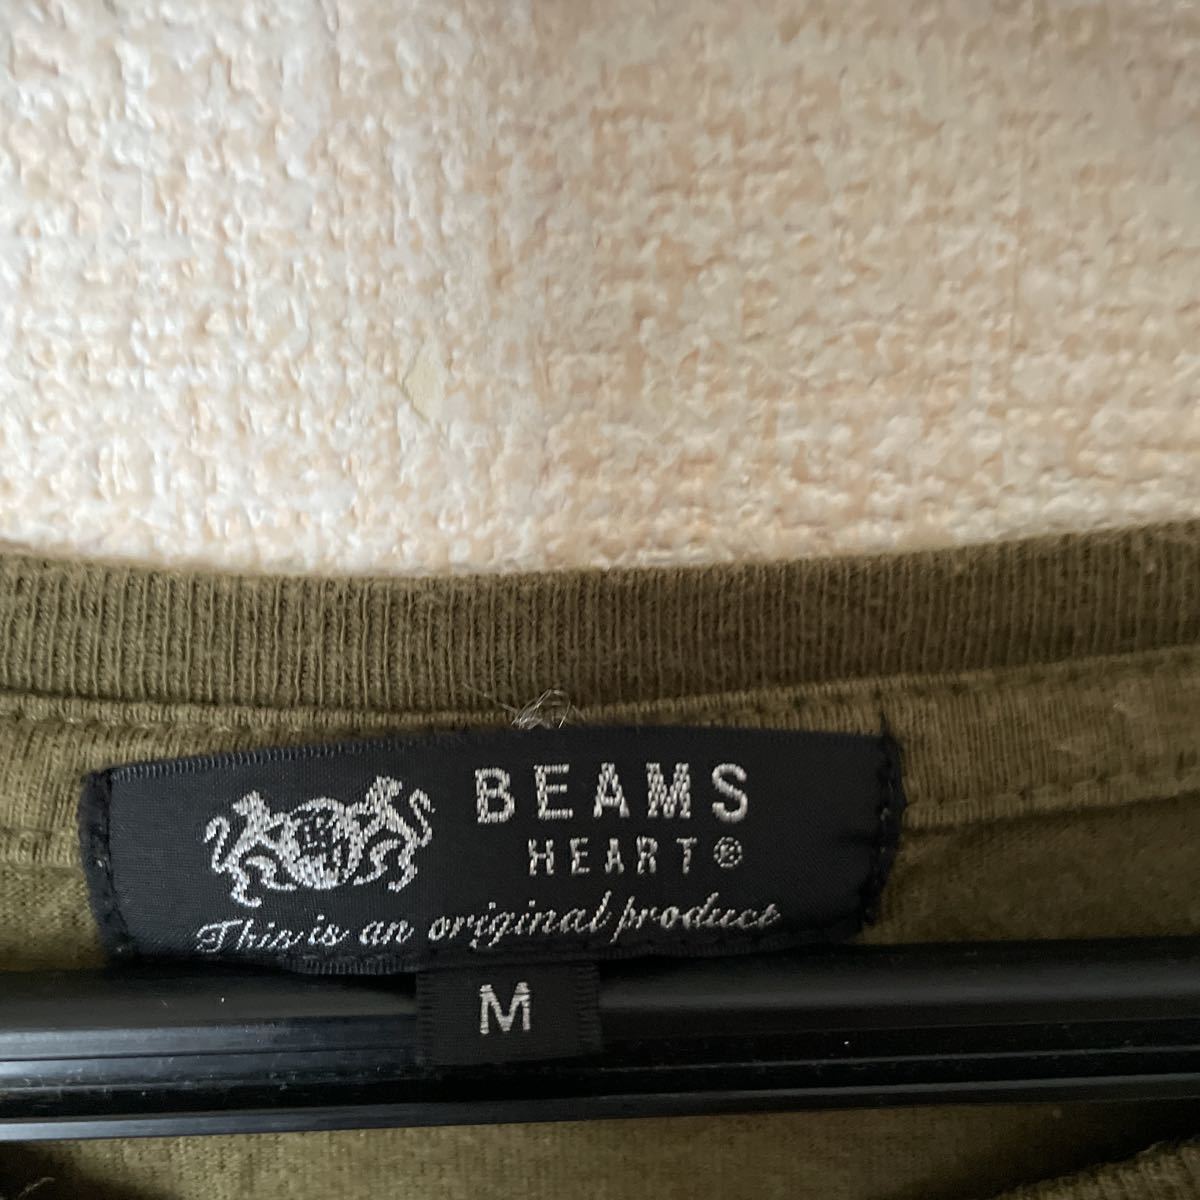 BEAMS
HEART®
This is an original product
M